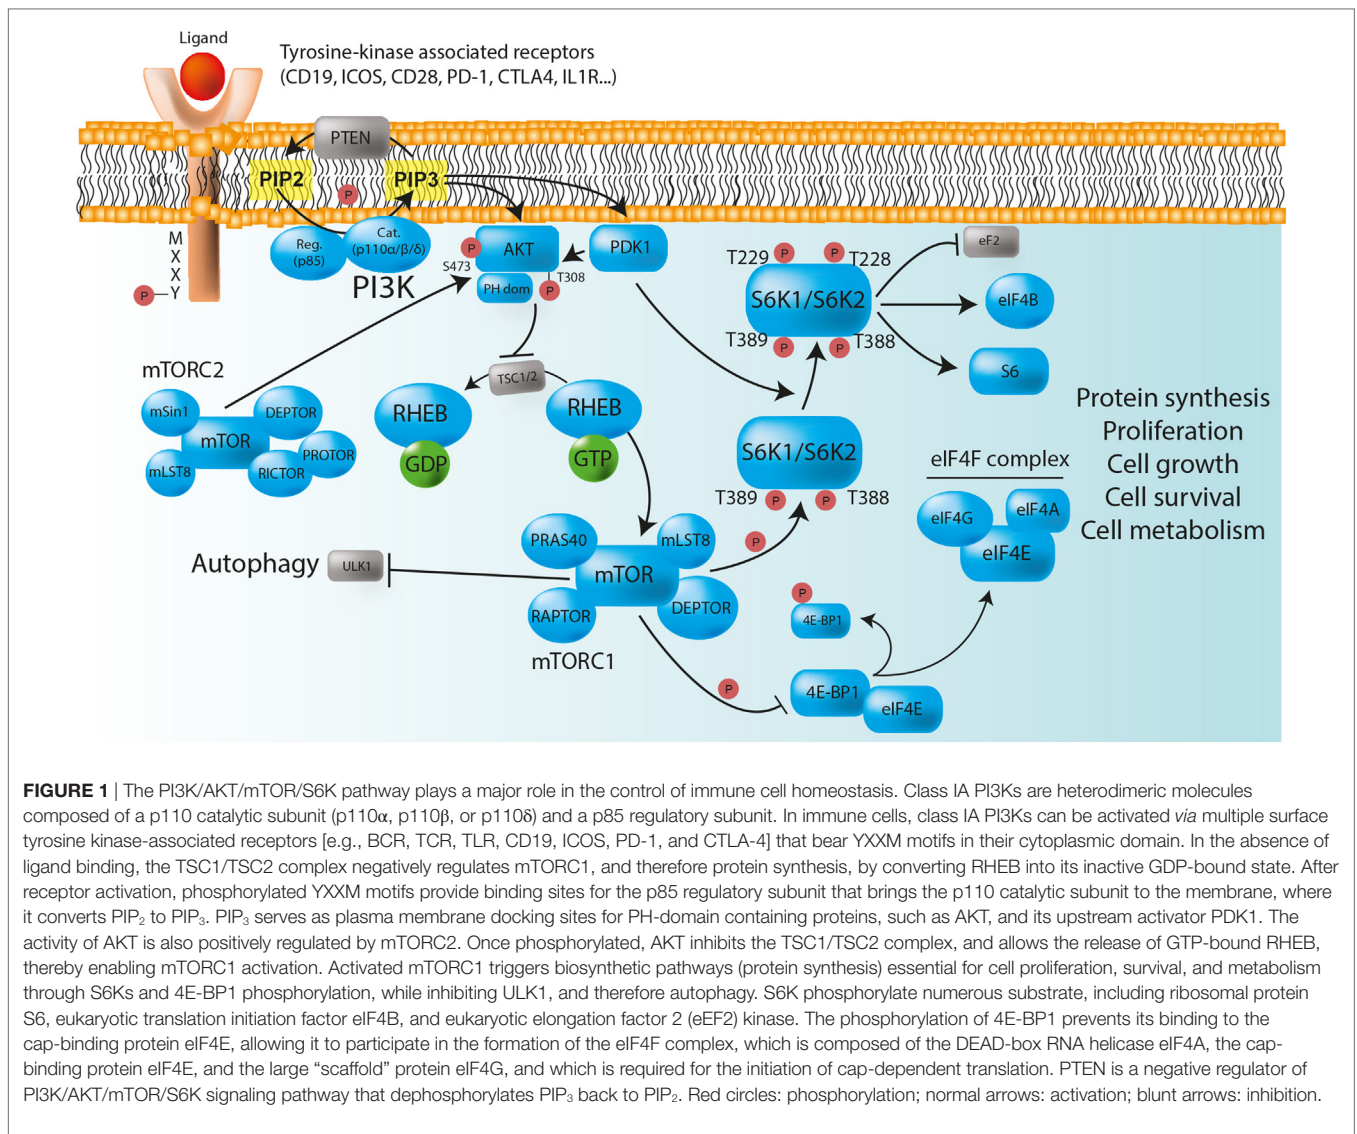 Ligand
Tyrosine-kinase associated receptors
(CD19, ICOS, CD28, PD-1, CTLA4, IL1R...)
PTEN
PIP2
P
PIP3
Reg.
(p85)
Cat.
(p110α/β/δ)
PI3K
M
X
X
P
Y
P
S473
AKT
PH dom
T308
P
PDK1
T229
P
P
T228
S6K1/S6K2
T389
P
P
T388
eF2
eIF4B
S6
mTORC2
mSin1
DEPTOR
mTOR
PROTOR
mLST8
RICTOR
TSC1/2
RHEB
GDP
RHEB
GTP
S6K1/S6K2
T389
P
P
T388
Protein synthesis
Proliferation
Cell growth
Cell survival
Cell metabolism
eIF4F complex
eIF4G
eIF4A
eIF4E
Autophagy
ULK1
PRAS40
mLST8
mTOR
RAPTOR
DEPTOR
mTORC1
P
P
4E-BP1
P
4E-BP1
eIF4E
FIGURE 1 | The PI3K/AKT/mTOR/S6K pathway plays a major role in the control of immune cell homeostasis. Class IA PI3Ks are heterodimeric molecules
composed of a p110 catalytic subunit (p110α, p110β, or p110δ) and a p85 regulatory subunit. In immune cells, class IA PI3Ks can be activated via multiple surface
tyrosine kinase-associated receptors [e.g., BCR, TCR, TLR, CD19, ICOS, PD-1, and CTLA-4] that bear YXXM motifs in their cytoplasmic domain. In the absence of
ligand binding, the TSC1/TSC2 complex negatively regulates mTORC1, and therefore protein synthesis, by converting RHEB into its inactive GDP-bound state. After
receptor activation, phosphorylated YXXM motifs provide binding sites for the p85 regulatory subunit that brings the p110 catalytic subunit to the membrane, where
it converts PIP₂ to PIP₃. PIP₃ serves as plasma membrane docking sites for PH-domain containing proteins, such as AKT, and its upstream activator PDK1. The
activity of AKT is also positively regulated by mTORC2. Once phosphorylated, AKT inhibits the TSC1/TSC2 complex, and allows the release of GTP-bound RHEB,
thereby enabling mTORC1 activation. Activated mTORC1 triggers biosynthetic pathways (protein synthesis) essential for cell proliferation, survival, and metabolism
through S6Ks and 4E-BP1 phosphorylation, while inhibiting ULK1, and therefore autophagy. S6K phosphorylate numerous substrate, including ribosomal protein
S6, eukaryotic translation initiation factor eIF4B, and eukaryotic elongation factor 2 (eEF2) kinase. The phosphorylation of 4E-BP1 prevents its binding to the
cap-binding protein eIF4E, allowing it to participate in the formation of the eIF4F complex, which is composed of the DEAD-box RNA helicase eIF4A, the cap-
binding protein eIF4E, and the large “scaffold” protein eIF4G, and which is required for the initiation of cap-dependent translation. PTEN is a negative regulator of
PI3K/AKT/mTOR/S6K signaling pathway that dephosphorylates PIP₃ back to PIP₂. Red circles: phosphorylation; normal arrows: activation; blunt arrows: inhibition.